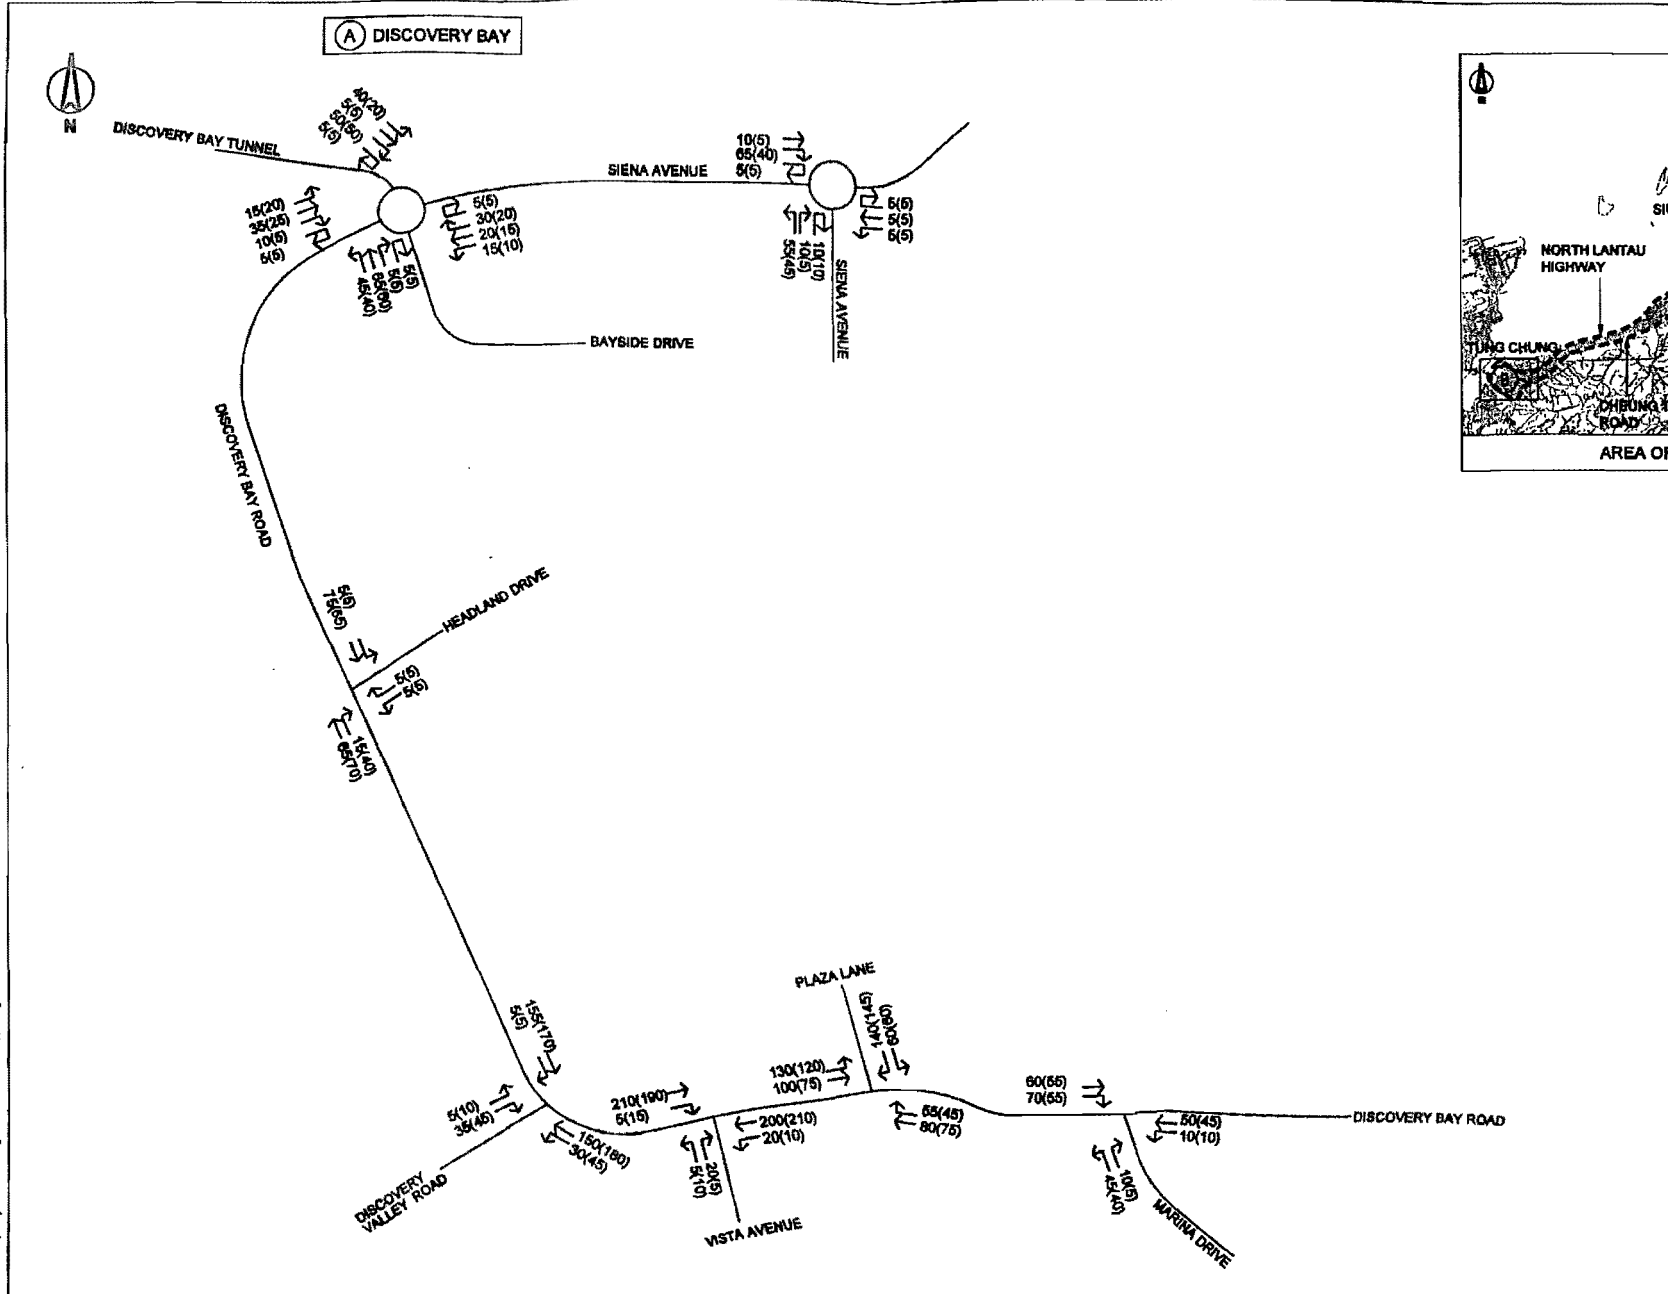 A DISCOVERY BAY
N
DISCOVERY BAY TUNNEL
40(20)
5(5)
50(50)
5(5)
15(20)
35(25)
10(5)
5(5)
5(5)
30(20)
20(15)
15(10)
5(5)
5(5)
65(60)
45(40)
SIENA AVENUE
10(5)
65(40)
5(5)
5(5)
5(5)
5(5)
10(10)
10(5)
55(45)
SIENA AVENUE
BAYSIDE DRIVE
NORTH LANTAU
HIGHWAY
TUNG CHUNG
B
CHEUNG
ROAD
AREA
DISCOVERY BAY ROAD
HEADLAND DRIVE
5(5)
75(55)
5(5)
5(5)
15(40)
65(70)
155(170)
5(5)
5(10)
35(45)
150(180)
30(45)
DISCOVERY
VALLEY ROAD
210(190)
5(15)
200(210)
20(10)
20(5)
5(10)
VISTA AVENUE
PLAZA LANE
130(120)
100(75)
140(145)
60(60)
55(45)
80(75)
60(55)
70(55)
50(45)
10(10)
DISCOVERY BAY ROAD
10(5)
45(40)
MARINA DRIVE